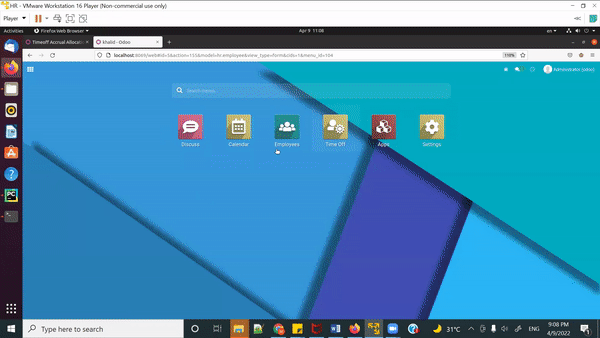 HR - VMware Workstation 16 Player (Non-commercial use only)
Player
Activities Firefox Web Browser Apr 9 11:08 en
Timeoff Accrual Allocati khalid - Odoo
localhost:8069/web#id=5&action=153&model=hr.employee&view_type=form&cids=1&menu_id=104 110%
Administrator (odoo)
Search menus...
Discuss Calendar Employees Time Off Apps Settings
Type here to search
31°C ENG
9:08 PM
4/9/2022